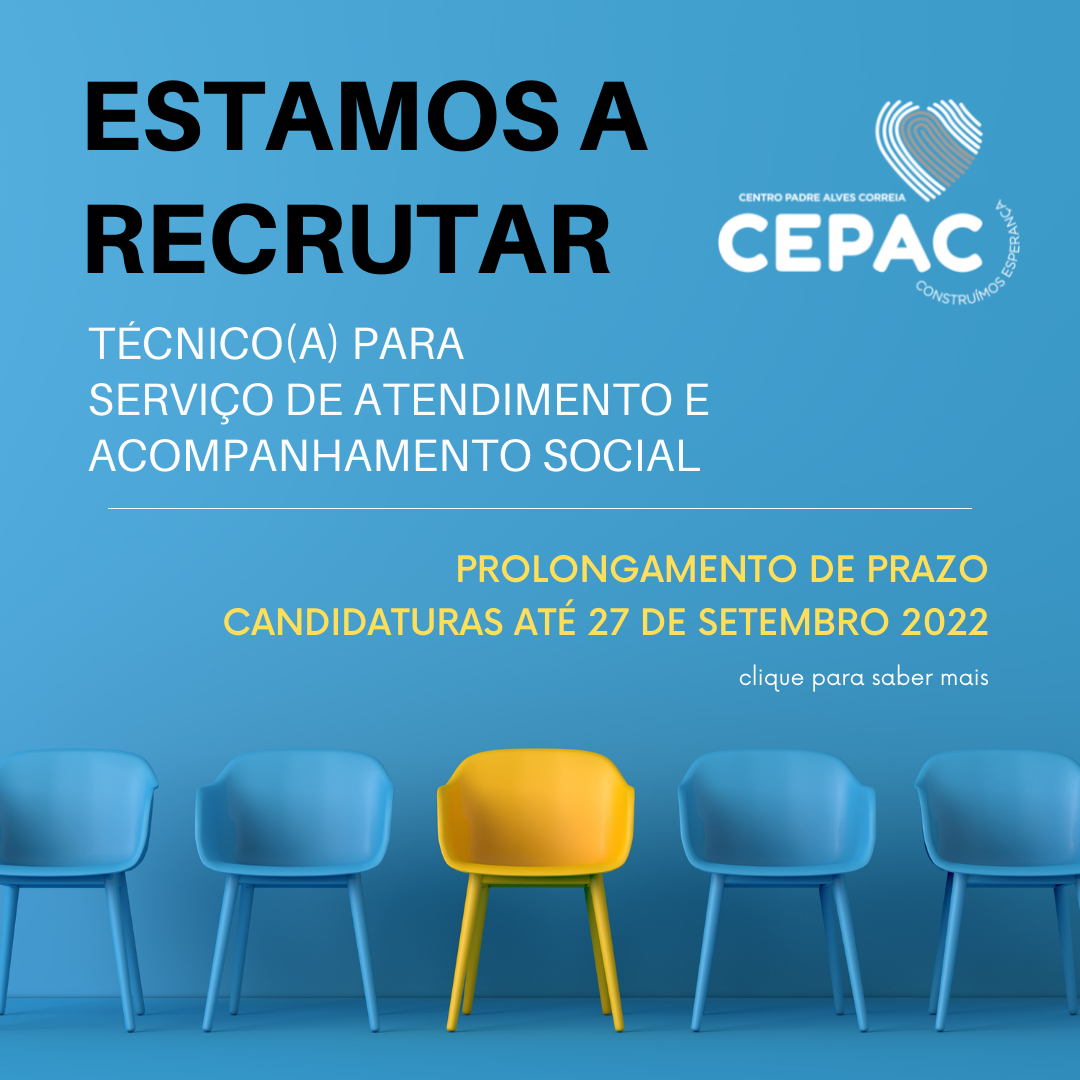 ESTAMOS A
RECRUTAR
CENTRO PADRE ALVES CORREIA
CEPAC
CONSTRUÍMOS ESPERANÇA
TÉCNICO(A) PARA
SERVIÇO DE ATENDIMENTO E
ACOMPANHAMENTO SOCIAL
PROLONGAMENTO DE PRAZO
CANDIDATURAS ATÉ 27 DE SETEMBRO 2022
clique para saber mais